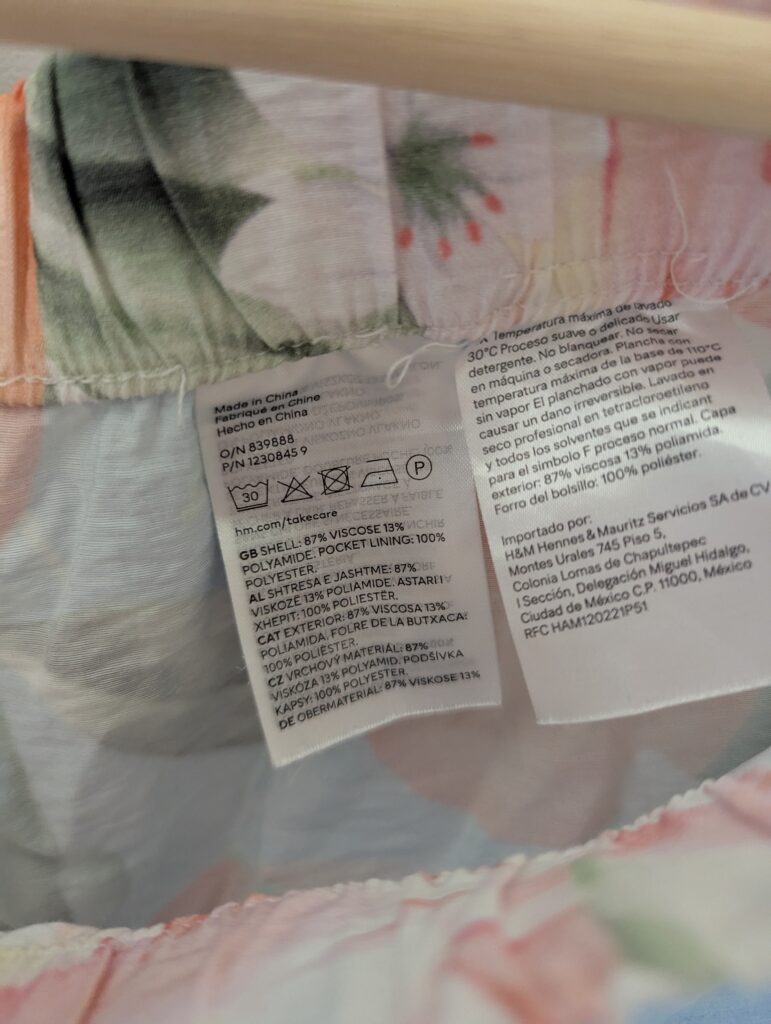 Made in China
Fabriqué en Chine
Hecho en China
O/N 839888
P/N 1230845 9
30
P
hm.com/takecare
GB SHELL: 87% VISCOSE 13%
POLYAMIDE. POCKET LINING: 100%
POLYESTER.
AL SHTRESA E JASHTME: 87%
VISKOZË 13% POLIAMIDE. ASTARI I
XHEPIT: 100% POLIESTËR.
CAT EXTERIOR: 87% VISCOSA 13%
POLIAMIDA. FOLRE DE LA BUTXACA:
100% POLIÈSTER.
CZ VRCHOVÝ MATERIÁL: 87%
VISKÓZA 13% POLYAMID. PODŠÍVKA
KAPSY: 100% POLYESTER.
DE OBERMATERIAL: 87% VISKOSE 13%
Temperatura máxima de lavado
30°C Proceso suave o delicado Usar
detergente. No blanquear. No secar
en máquina o secadora. Plancha con
temperatura máxima de la base de 110°C
sin vapor El planchado con vapor puede
causar un dano irreversible. Lavado en
seco profesional en tetracloroetileno
y todos los solventes que se indicant
para el simbolo F proceso normal. Capa
exterior: 87% viscosa 13% poliamida.
Forro del bolsillo: 100% poliéster.
Importado por:
H&M Hennes & Mauritz Servicios SA de CV
Montes Urales 745 Piso 5,
Colonia Lomas de Chapultepec
I Sección, Delegación Miguel Hidalgo,
Ciudad de México C.P. 11000, México
RFC HAM120221P51